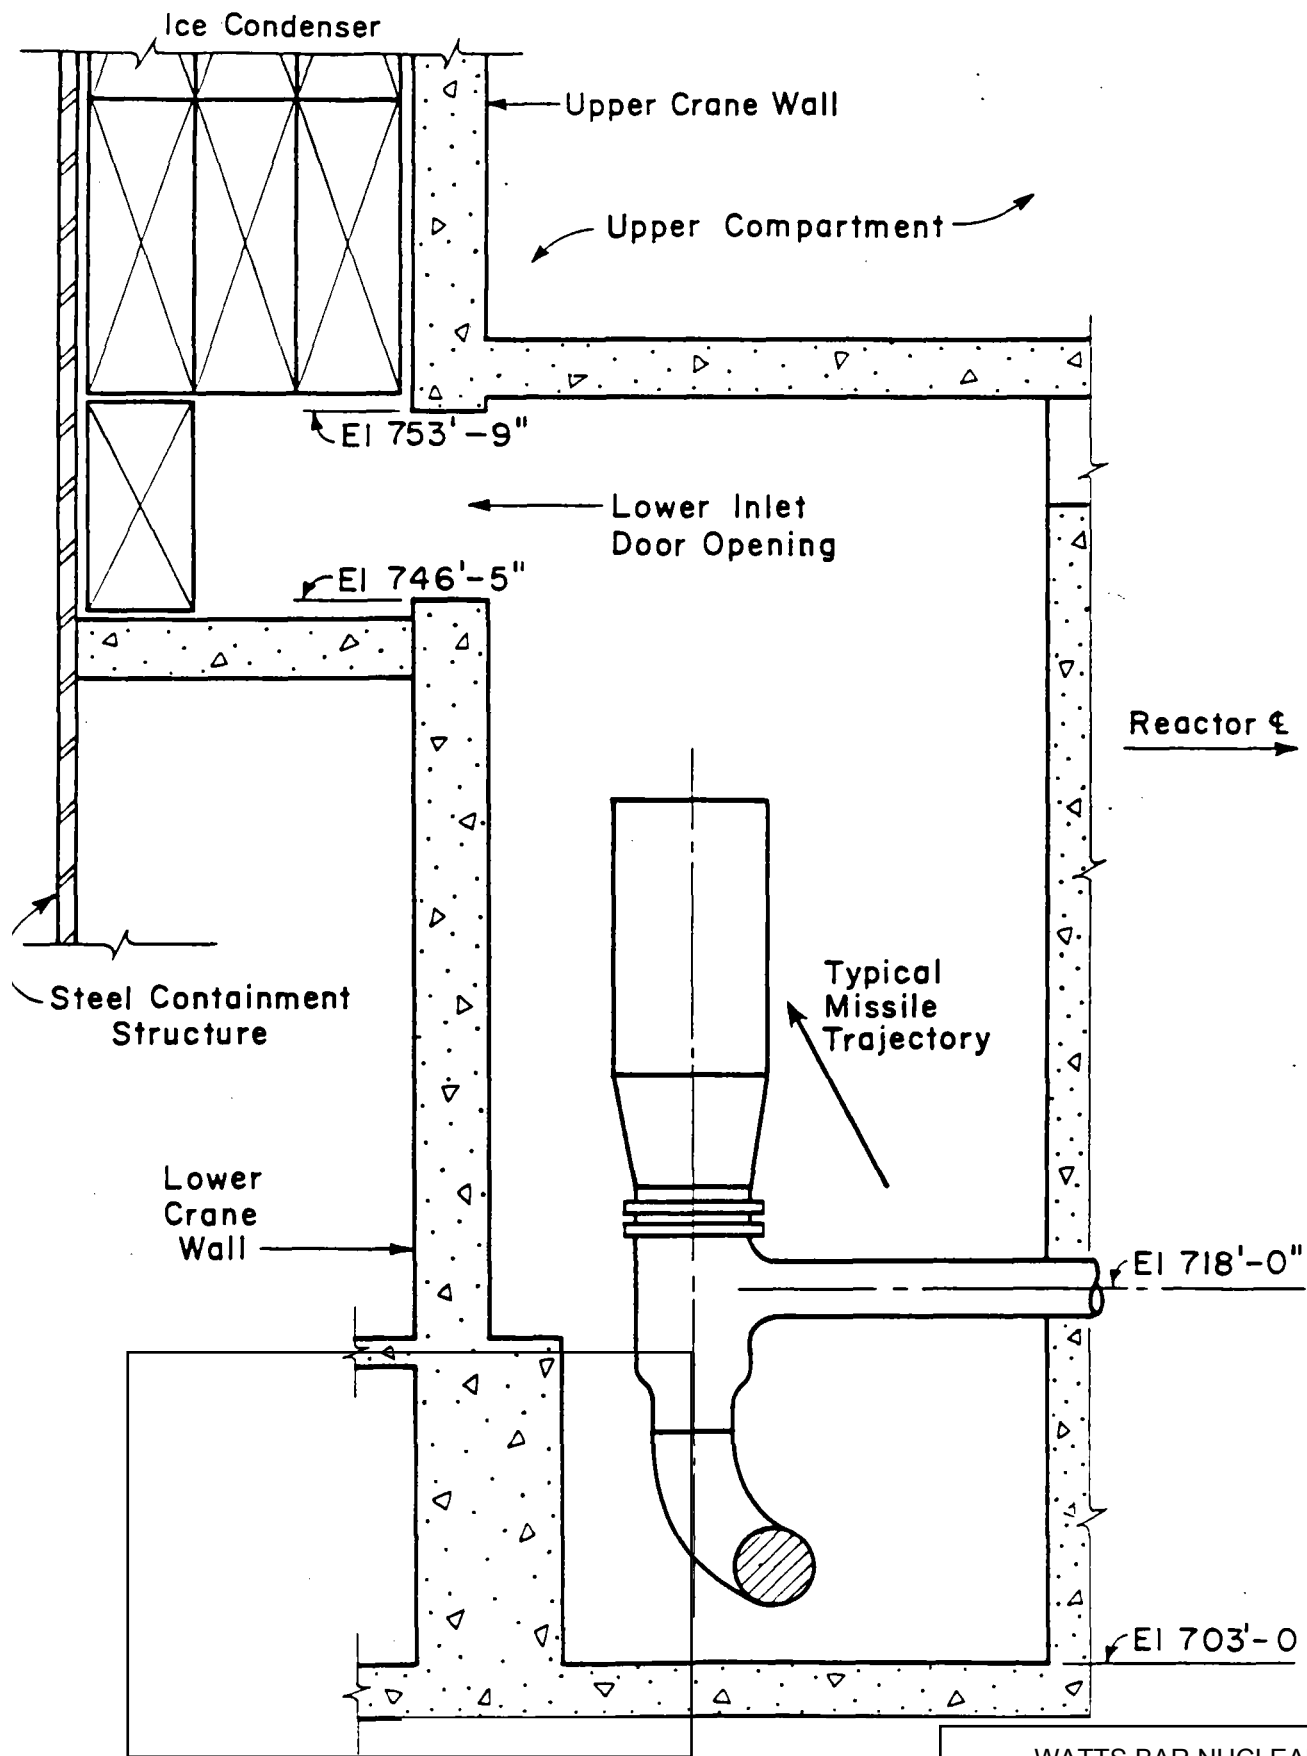 Ice Condenser
Upper Crane Wall
Upper Compartment
El 753'-9"
Lower Inlet
Door Opening
El 746'-5"
Reactor ℄
Typical
Missile
Trajectory
Steel Containment
Structure
Lower
Crane
Wall
El 718'-0"
El 703'-0
WATTS BAR